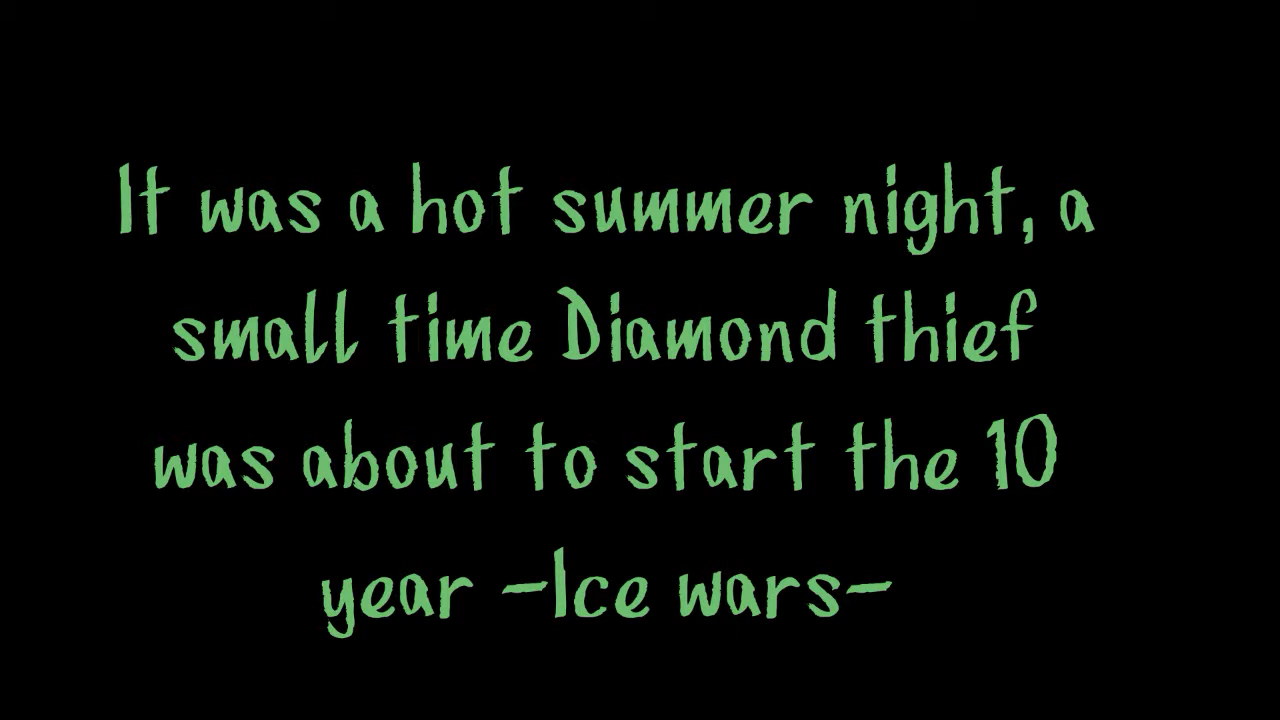 It was a hot summer night, a
small time Diamond thief
was about to start the 10
year -Ice wars-